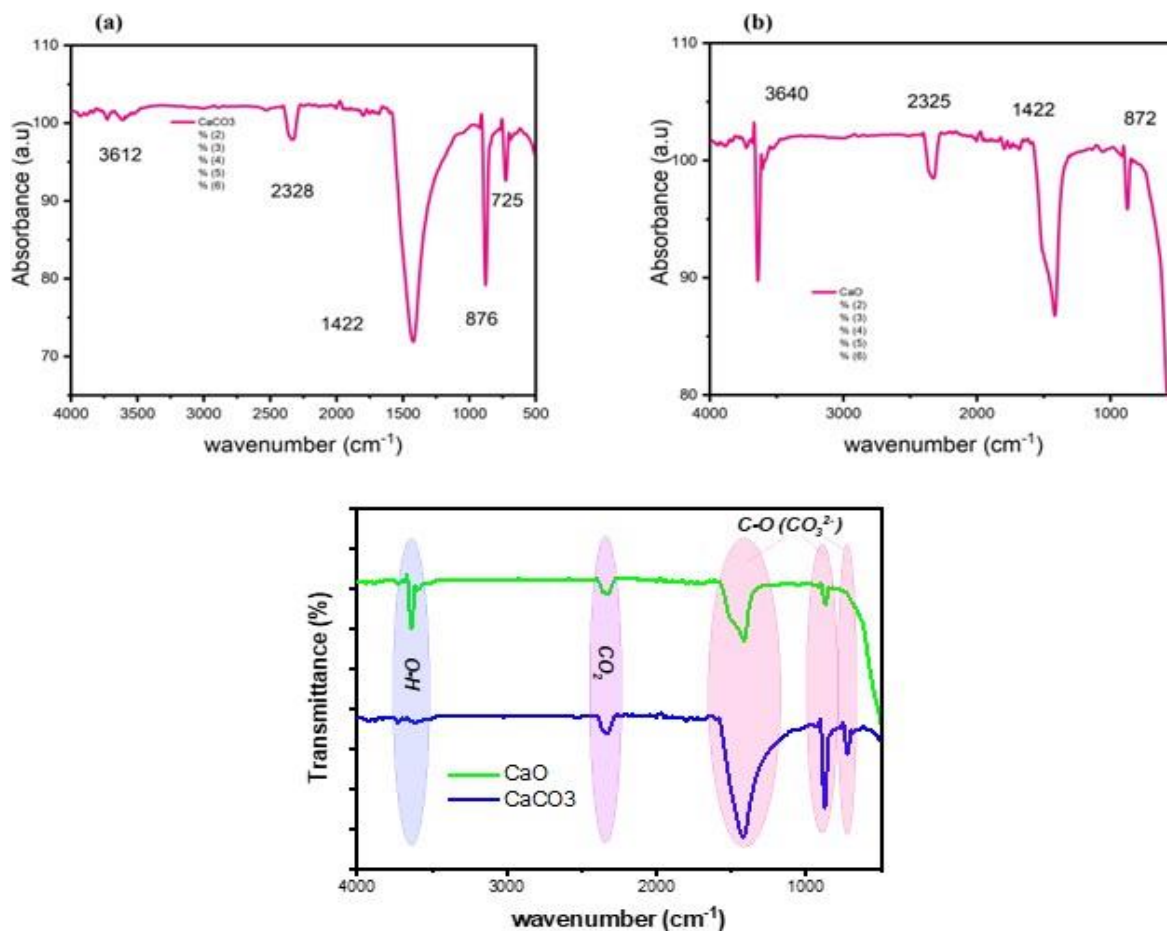 (a)
110
100
90
80
70
Absorbance (a.u)
CaCO3
% (2)
% (3)
% (4)
% (5)
% (6)
3612
2328
1422
876
725
4000 3500 3000 2500 2000 1500 1000 500
wavenumber (cm⁻¹)
(b)
110
100
90
80
Absorbance (a.u)
3640
2325
1422
872
CaO
% (2)
% (3)
% (4)
% (5)
% (6)
4000 3000 2000 1000
wavenumber (cm⁻¹)
C-O (CO₃²⁻)
Transmittance (%)
O-H
CO₂
CaO
CaCO3
4000 3000 2000 1000
wavenumber (cm⁻¹)